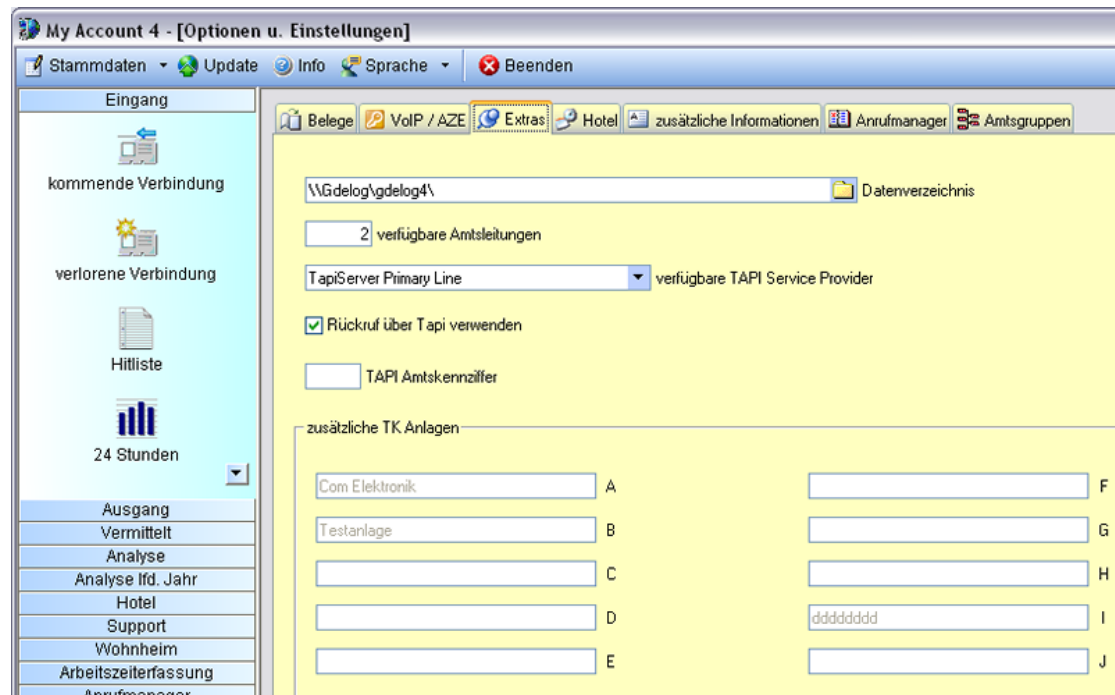 My Account 4 - [Optionen u. Einstellungen]
Stammdaten Update Info Sprache Beenden
Eingang
kommende Verbindung
verlorene Verbindung
Hitliste
24 Stunden
Ausgang
Vermittelt
Analyse
Analyse lfd. Jahr
Hotel
Support
Wohnheim
Arbeitszeiterfassung
Anrufmanager
Belege VoIP / AZE Extras Hotel zusätzliche Informationen Anrufmanager Amtsgruppen
\\Gdelog\gdelog4\ Datenverzeichnis
2 verfügbare Amtsleitungen
TapiServer Primary Line verfügbare TAPI Service Provider
Rückruf über Tapi verwenden
TAPI Amtskennziffer
zusätzliche TK Anlagen
Com Elektronik A F
Testanlage B G
C H
D dddddddd I
E J